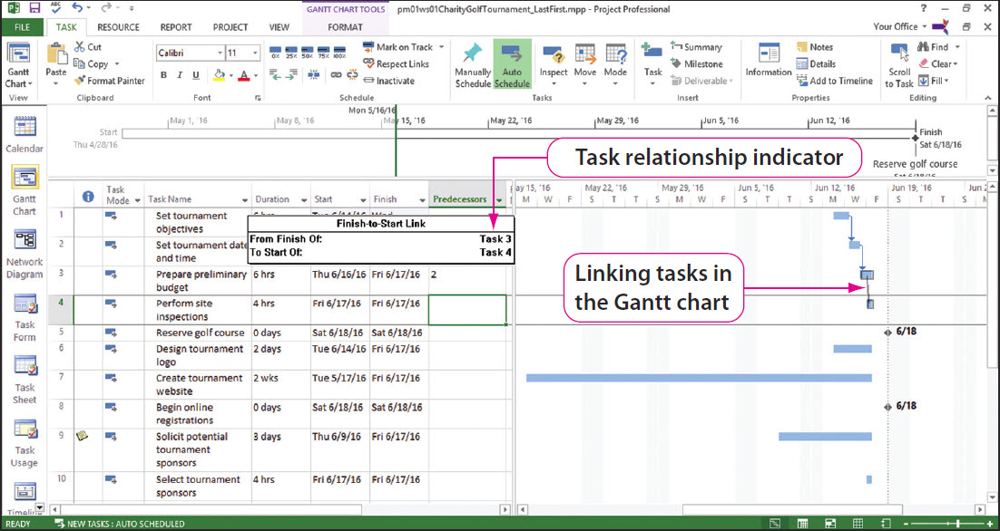 GANTT CHART TOOLS
pm01ws01CharityGolfTournament_LastFirst.mpp - Project Professional
FILE TASK RESOURCE REPORT PROJECT VIEW FORMAT Your Office
Gantt Chart
View
Paste
Cut
Copy
Format Painter
Clipboard
Calibri 11
B I U A
Font
0% 25% 50% 75% 100%
Mark on Track
Respect Links
Inactivate
Schedule
Manually Schedule
Auto Schedule
Inspect
Move
Mode
Tasks
Task
Summary
Milestone
Deliverable
Insert
Information
Notes
Details
Add to Timeline
Properties
Scroll to Task
Find
Clear
Fill
Editing
Mon 5/16/16
May 1, '16 May 8, '16 May 15, '16 May 22, '16 May 29, '16 Jun 5, '16 Jun 12, '16
Start
Thu 4/28/16
Finish
Sat 6/18/16
Reserve golf course
Sat 6/18/16
Task relationship indicator
Linking tasks in
the Gantt chart
Calendar
Gantt
Chart
Network
Diagram
Task
Form
Task
Sheet
Task
Usage
Timeline
Task Mode Task Name Duration Start Finish Predecessors
ay 15, '16 May 22, '16 May 29, '16 Jun 5, '16 Jun 12, '16 Jun 19, '16 Jun 2
M W F S T T S M W F S T T S M W F S T T S M
Finish-to-Start Link
From Finish Of: Task 3
To Start Of: Task 4
1 Set tournament
objectives
2 Set tournament date
and time
3 Prepare preliminary 6 hrs Thu 6/16/16 Fri 6/17/16 2
budget
4 Perform site 4 hrs Fri 6/17/16 Fri 6/17/16
inspections
5 Reserve golf course 0 days Sat 6/18/16 Sat 6/18/16 6/18
6 Design tournament 2 days Tue 6/14/16 Fri 6/17/16
logo
7 Create tournament 2 wks Tue 5/17/16 Fri 6/17/16
website
8 Begin online 0 days Sat 6/18/16 Sat 6/18/16 6/18
registrations
9 Solicit potential 3 days Thu 6/9/16 Fri 6/17/16
tournament
sponsors
10 Select tournament 4 hrs Fri 6/17/16 Fri 6/17/16
sponsors
READY NEW TASKS : AUTO SCHEDULED